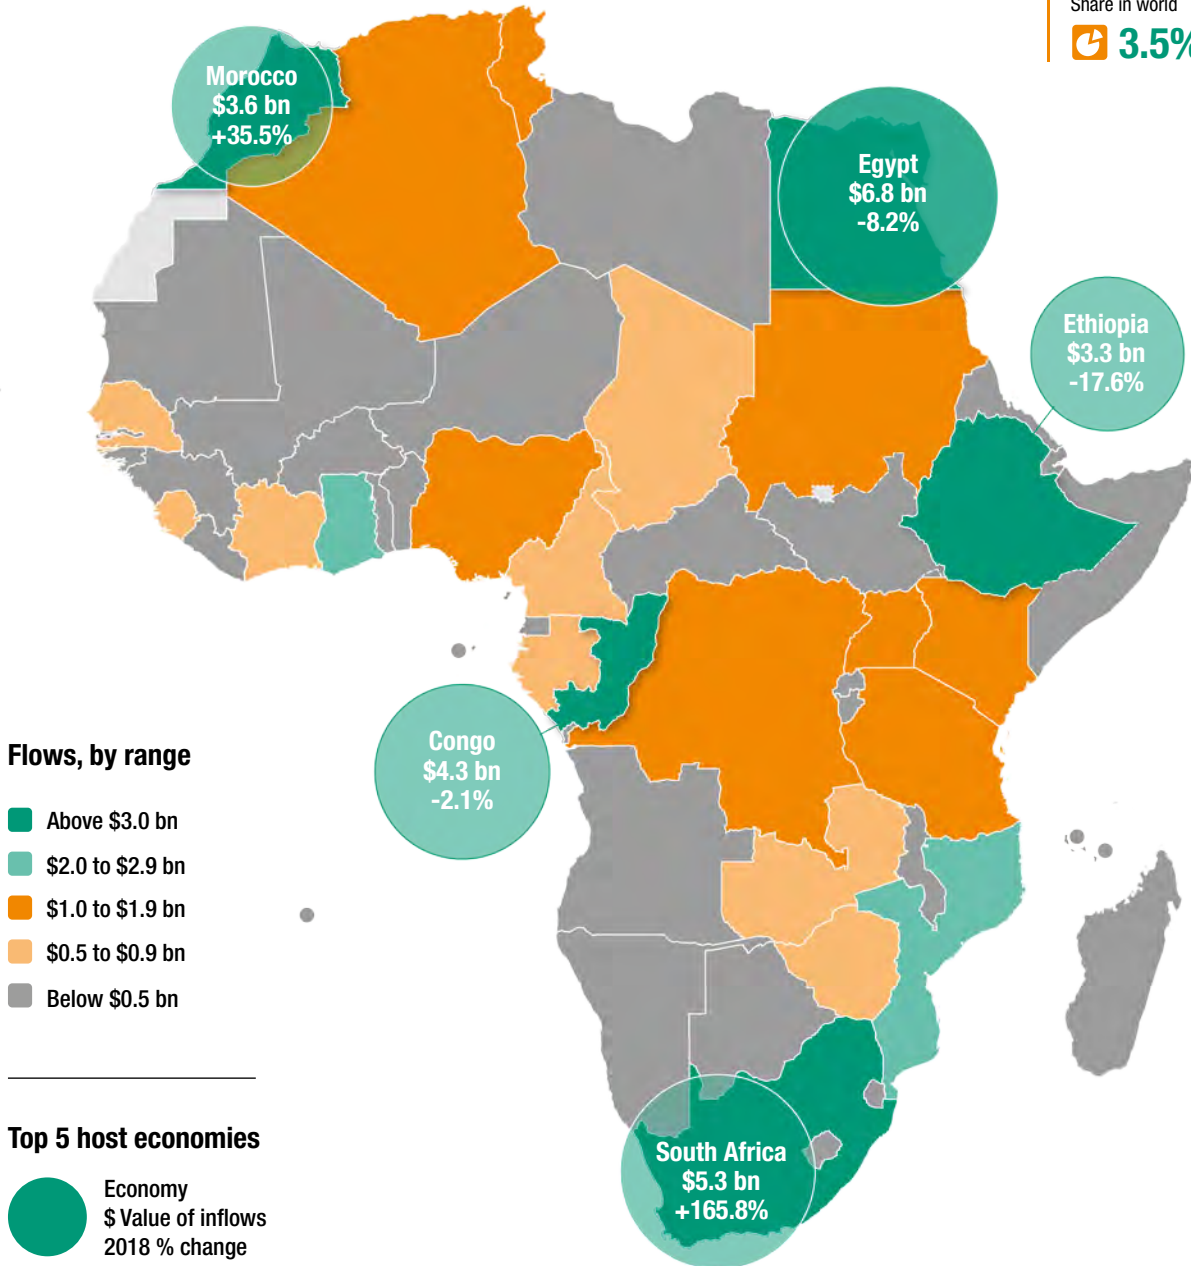 Share in world
3.5%
Morocco
$3.6 bn
+35.5%
Egypt
$6.8 bn
-8.2%
Ethiopia
$3.3 bn
-17.6%
Congo
$4.3 bn
-2.1%
Flows, by range
Above $3.0 bn
$2.0 to $2.9 bn
$1.0 to $1.9 bn
$0.5 to $0.9 bn
Below $0.5 bn
Top 5 host economies
Economy
$ Value of inflows
2018 % change
South Africa
$5.3 bn
+165.8%